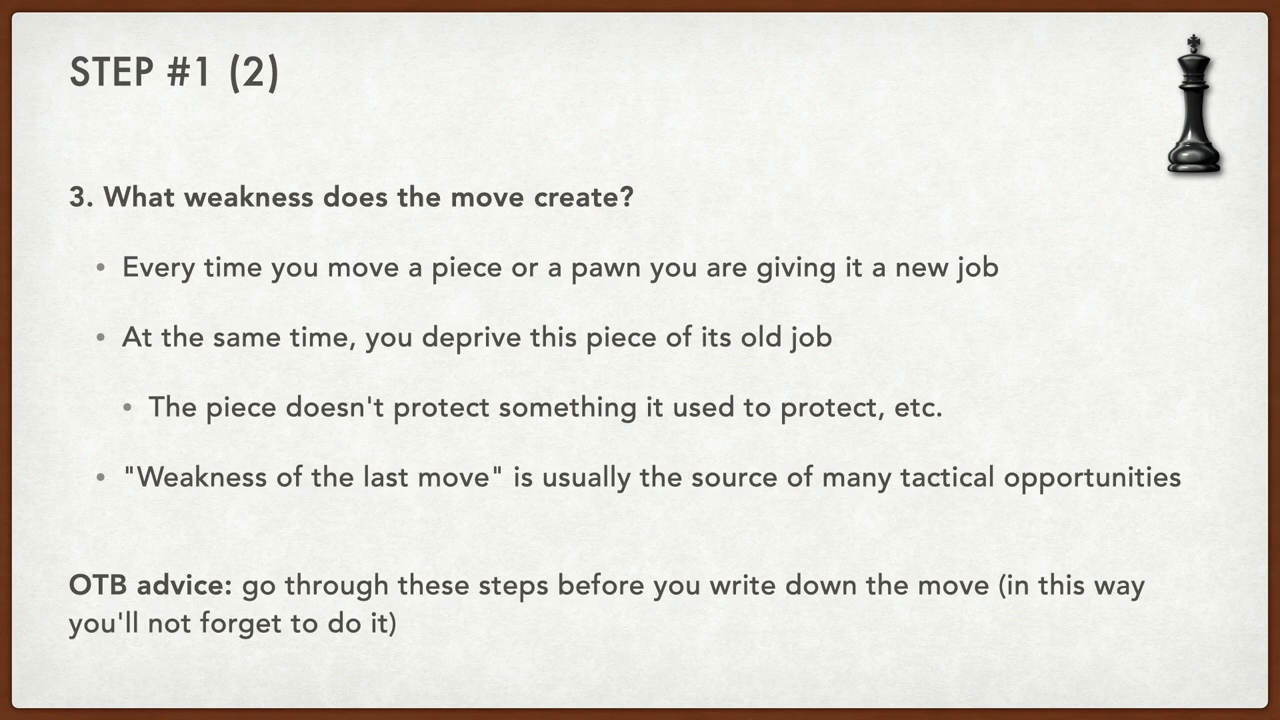 STEP #1 (2)
3. What weakness does the move create?
• Every time you move a piece or a pawn you are giving it a new job
• At the same time, you deprive this piece of its old job
• The piece doesn't protect something it used to protect, etc.
• "Weakness of the last move" is usually the source of many tactical opportunities
OTB advice: go through these steps before you write down the move (in this way
you'll not forget to do it)